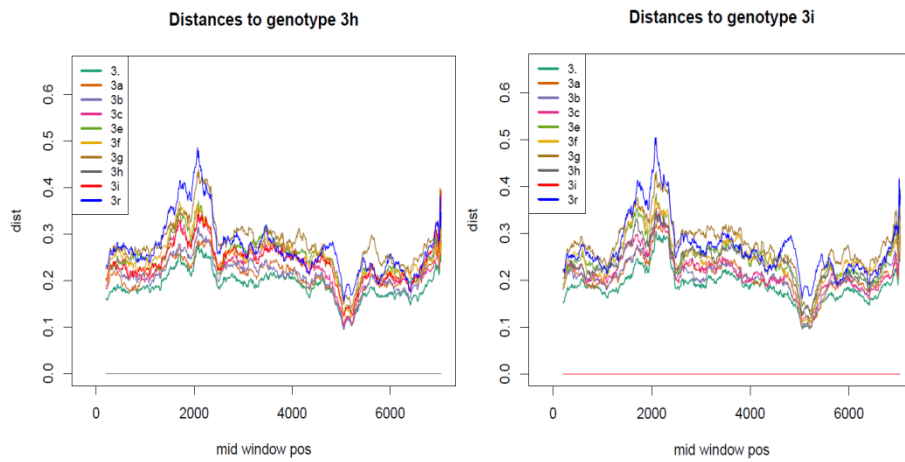 Distances to genotype 3h
dist
0.0
0.1
0.2
0.3
0.4
0.5
0.6
3.
3a
3b
3c
3e
3f
3g
3h
3i
3r
0
2000
4000
6000
mid window pos
Distances to genotype 3i
dist
0.0
0.1
0.2
0.3
0.4
0.5
0.6
3.
3a
3b
3c
3e
3f
3g
3h
3i
3r
0
2000
4000
6000
mid window pos